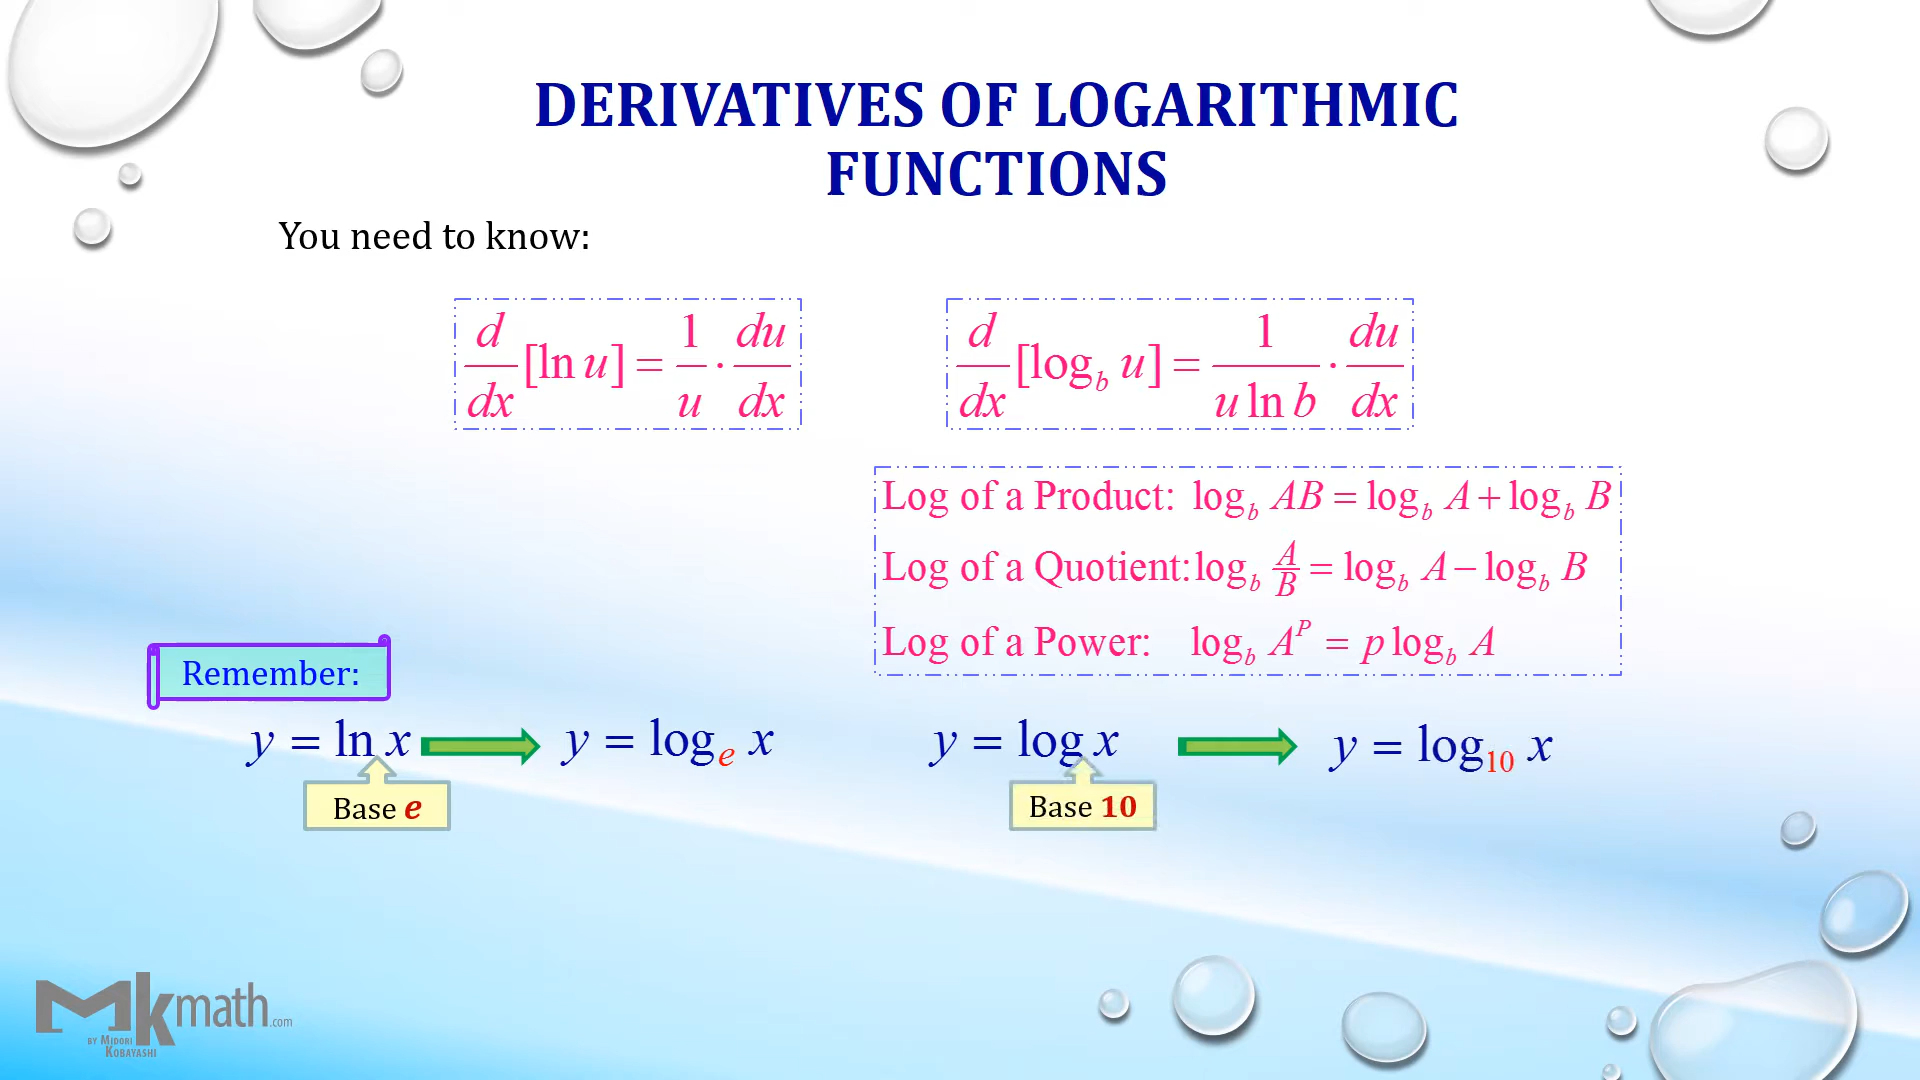 DERIVATIVES OF LOGARITHMIC
FUNCTIONS
You need to know:
d/dx [ln u] = 1/u · du/dx
d/dx [log_b u] = 1/(u ln b) · du/dx
Log of a Product: log_b AB = log_b A + log_b B
Log of a Quotient: log_b A/B = log_b A − log_b B
Log of a Power: log_b A^P = p log_b A
Remember:
y = ln x
y = log_e x
y = log x
y = log_10 x
Base e
Base 10
Mkmath.com
BY MIDORI
KOBAYASHI